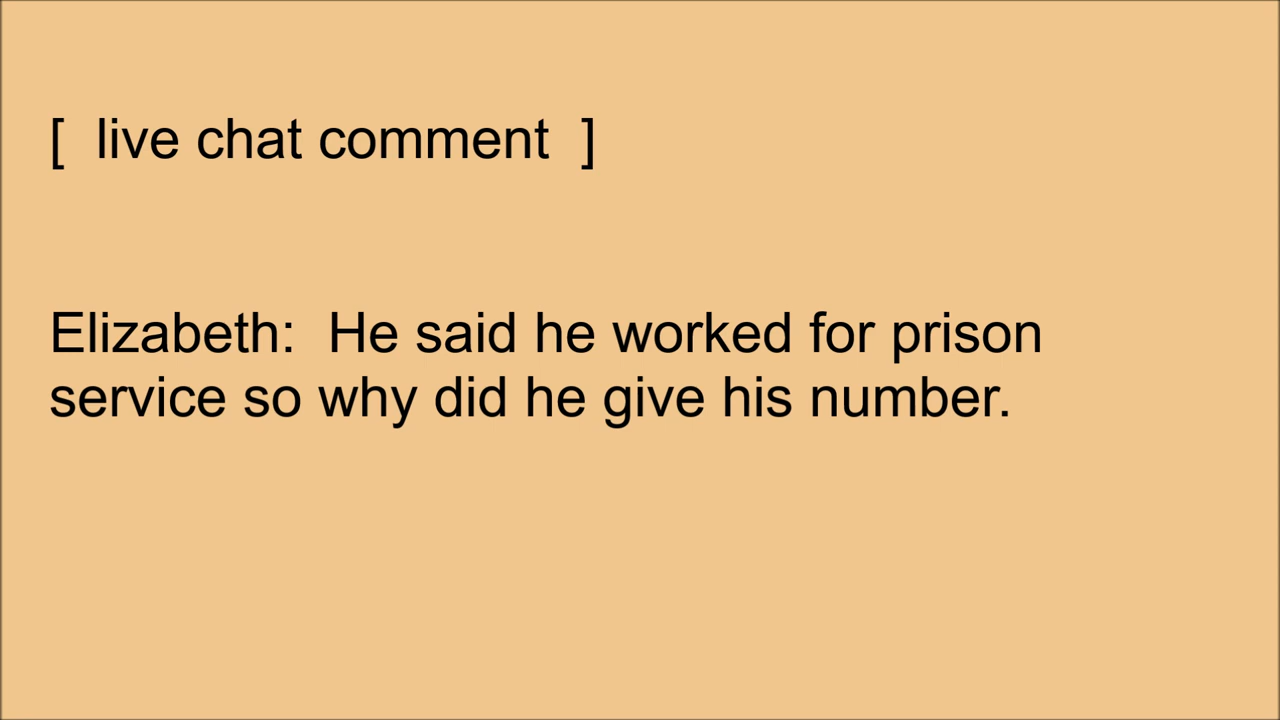 [  live chat comment  ]
Elizabeth:  He said he worked for prison
service so why did he give his number.